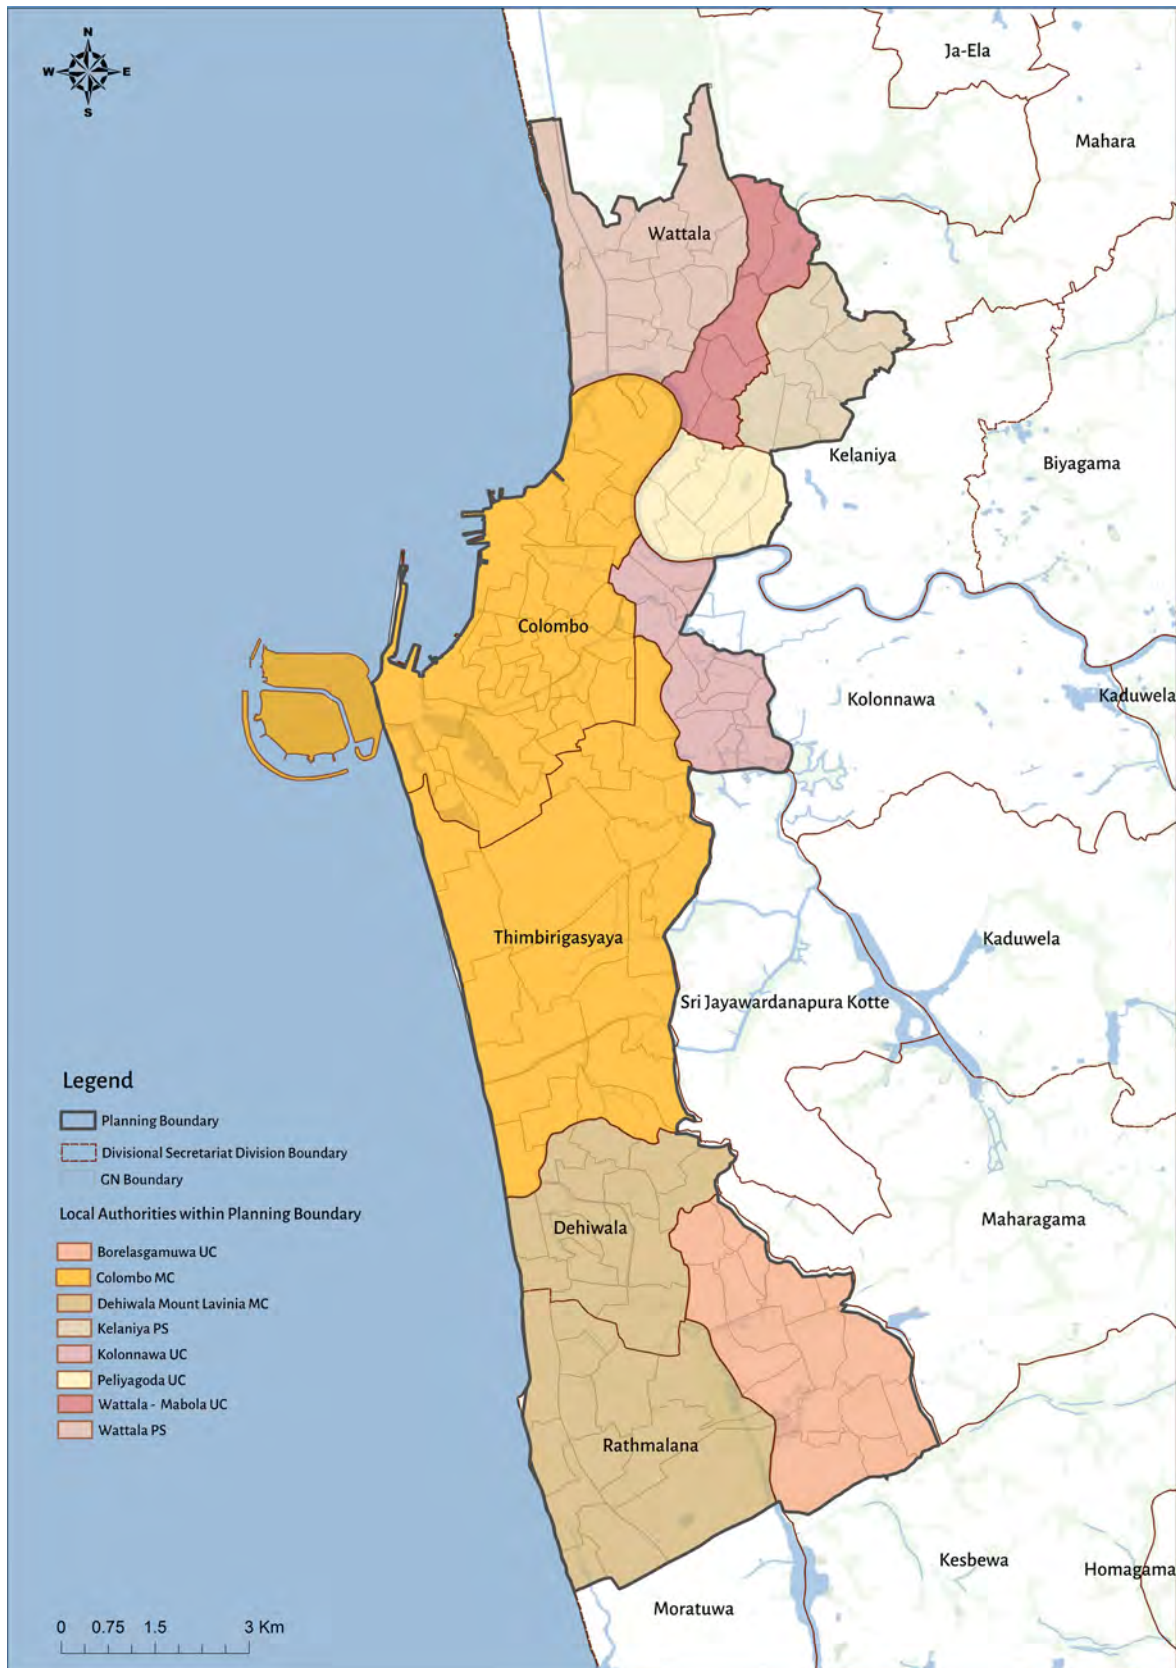 N
W E
S
Ja-Ela
Mahara
Wattala
Kelaniya
Biyagama
Colombo
Kolonnawa
Kaduwela
Thimbirigasyaya
Kaduwela
Sri Jayawardanapura Kotte
Legend
Planning Boundary
Divisional Secretariat Division Boundary
GN Boundary
Local Authorities within Planning Boundary
Borelasgamuwa UC
Colombo MC
Dehiwala Mount Lavinia MC
Kelaniya PS
Kolonnawa UC
Peliyagoda UC
Wattala - Mabola UC
Wattala PS
Maharagama
Dehiwala
Rathmalana
Kesbewa
Homagama
Moratuwa
0 0.75 1.5 3 Km